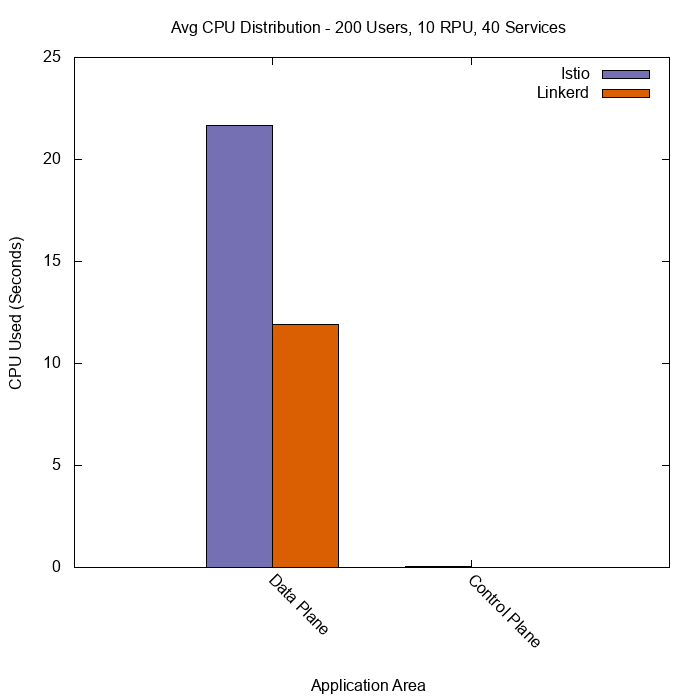 Avg CPU Distribution - 200 Users, 10 RPU, 40 Services
25
20
15
10
5
0
CPU Used (Seconds)
Istio
Linkerd
Data Plane
Control Plane
Application Area